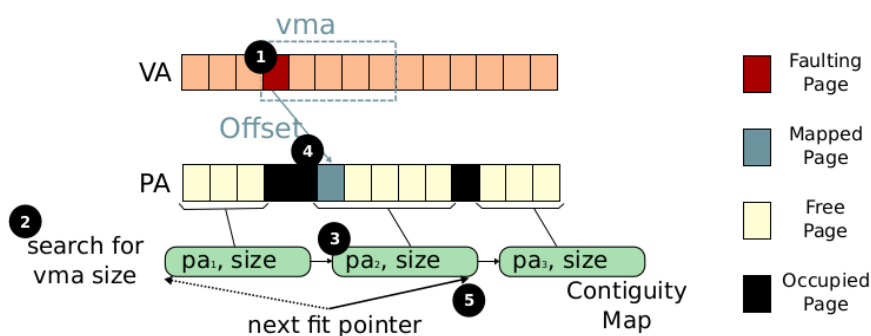 vma
1
VA
Faulting
Page
Offset
4
Mapped
Page
PA
Free
Page
2
search for
vma size
3
pa₁, size
pa₂, size
pa₃, size
5
Contiguity
Map
next fit pointer
Occupied
Page